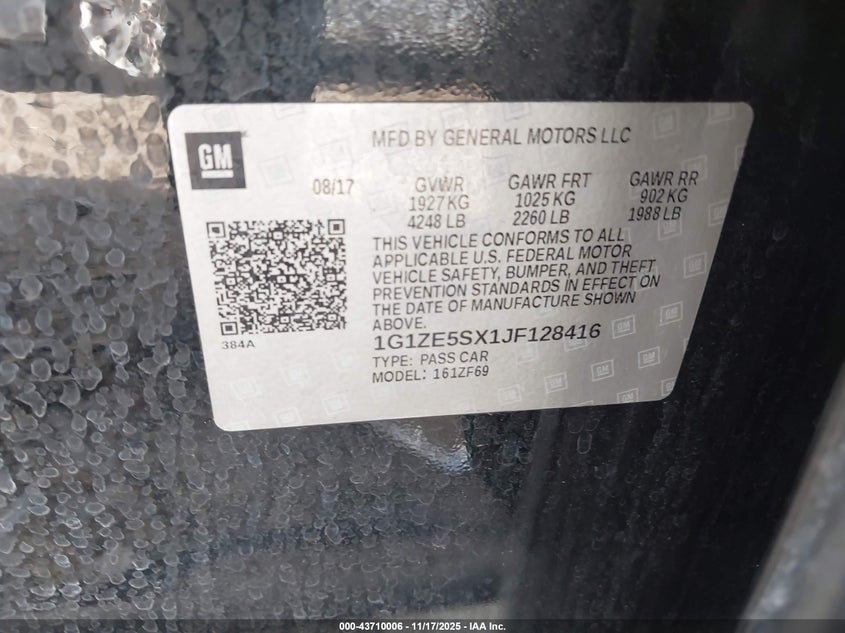 GM
MFD BY GENERAL MOTORS LLC
08/17 GVWR GAWR FRT GAWR RR
1927 KG 1025 KG 902 KG
4248 LB 2260 LB 1988 LB
THIS VEHICLE CONFORMS TO ALL
APPLICABLE U.S. FEDERAL MOTOR
VEHICLE SAFETY, BUMPER, AND THEFT
PREVENTION STANDARDS IN EFFECT ON
THE DATE OF MANUFACTURE SHOWN
ABOVE.
384A
1G1ZE5SX1JF128416
TYPE: PASS CAR
MODEL: 161ZF69
000-43710006 - 11/17/2025 - IAA Inc.